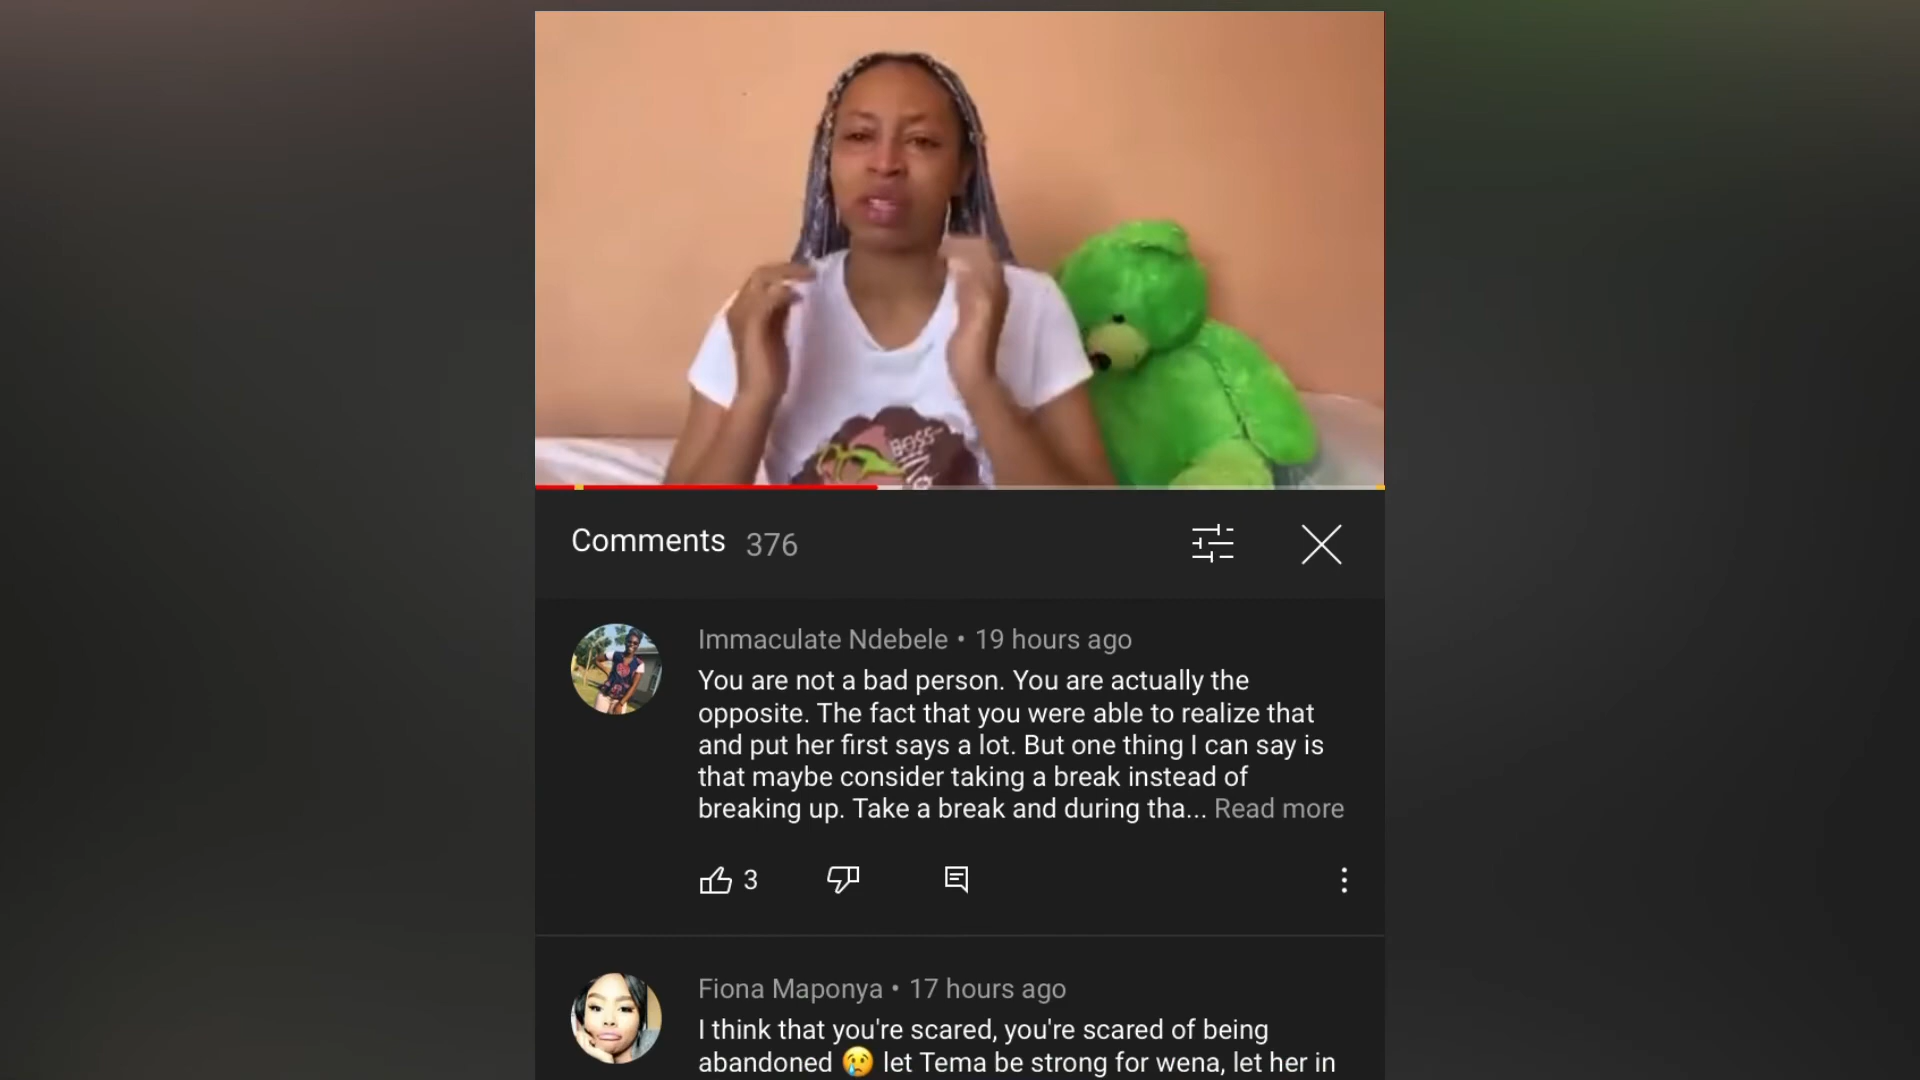 BOSS
Comments 376
Immaculate Ndebele • 19 hours ago
You are not a bad person. You are actually the
opposite. The fact that you were able to realize that
and put her first says a lot. But one thing I can say is
that maybe consider taking a break instead of
breaking up. Take a break and during tha... Read more
3
Fiona Maponya • 17 hours ago
I think that you're scared, you're scared of being
abandoned 😢 let Tema be strong for wena, let her in